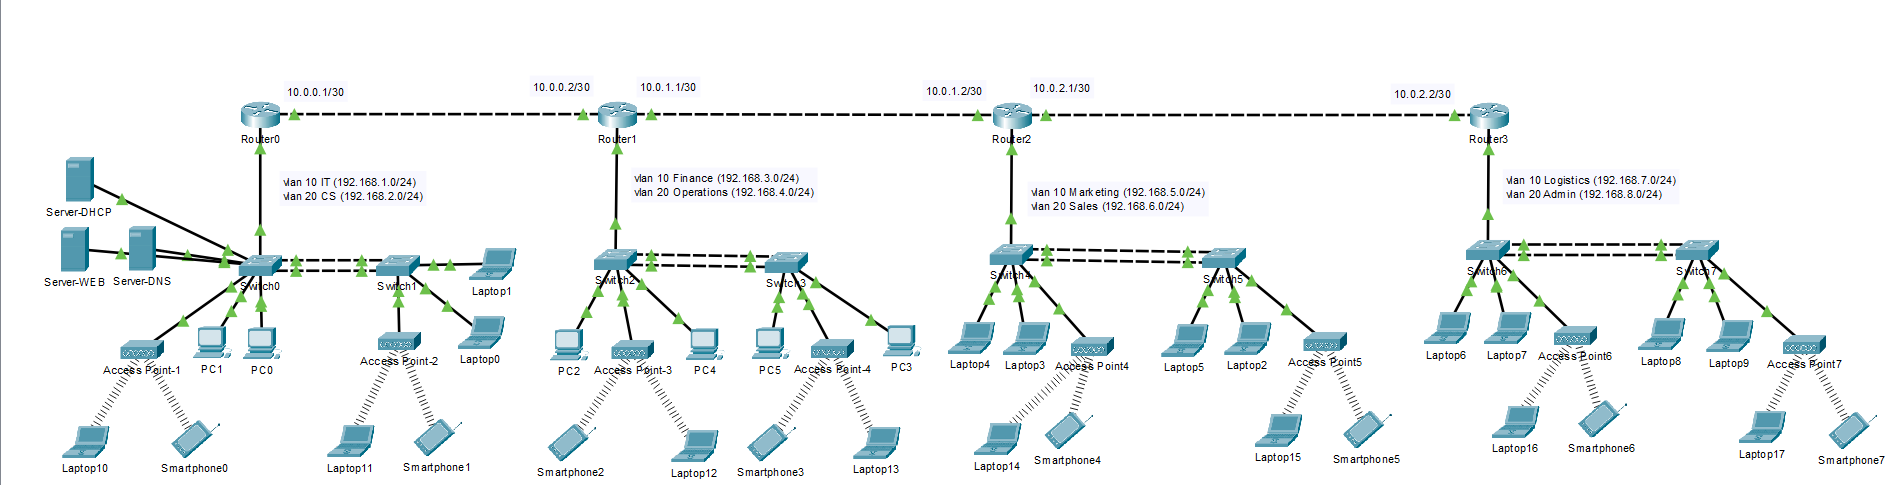 10.0.0.1/30
10.0.0.2/30
10.0.1.1/30
10.0.1.2/30
10.0.2.1/30
10.0.2.2/30
Router0
Router1
Router2
Router3
vlan 10 IT (192.168.1.0/24)
vlan 20 CS (192.168.2.0/24)
vlan 10 Finance (192.168.3.0/24)
vlan 20 Operations (192.168.4.0/24)
vlan 10 Marketing (192.168.5.0/24)
vlan 20 Sales (192.168.6.0/24)
vlan 10 Logistics (192.168.7.0/24)
vlan 20 Admin (192.168.8.0/24)
Server-DHCP
Server-WEB
Server-DNS
Switch0
Switch1
Laptop1
Switch2
Switch3
Switch4
Switch5
Switch6
Switch7
Access Point-1
PC1
PC0
Access Point-2
Laptop0
PC2
Access Point-3
PC4
PC5
Access Point-4
PC3
Laptop4
Laptop3
Access Point4
Laptop5
Laptop2
Access Point5
Laptop6
Laptop7
Access Point6
Laptop8
Laptop9
Access Point7
Laptop10
Smartphone0
Laptop11
Smartphone1
Smartphone2
Laptop12
Smartphone3
Laptop13
Laptop14
Smartphone4
Laptop15
Smartphone5
Laptop16
Smartphone6
Laptop17
Smartphone7